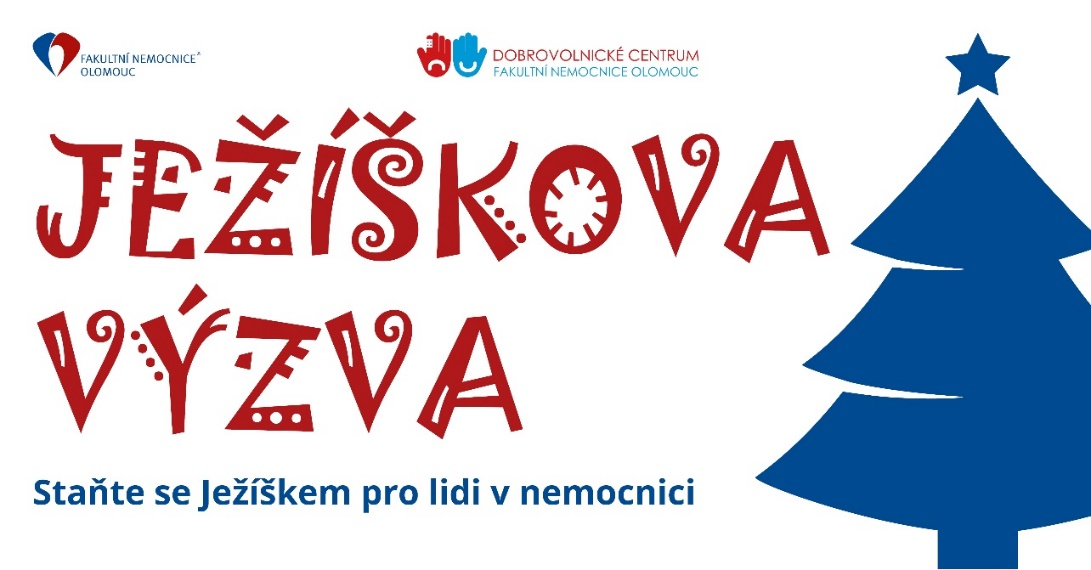 FAKULTNÍ NEMOCNICE®
OLOMOUC
DOBROVOLNICKÉ CENTRUM
FAKULTNÍ NEMOCNICE OLOMOUC
JEŽÍŠKOVA
VÝZVA
Staňte se Ježíškem pro lidi v nemocnici